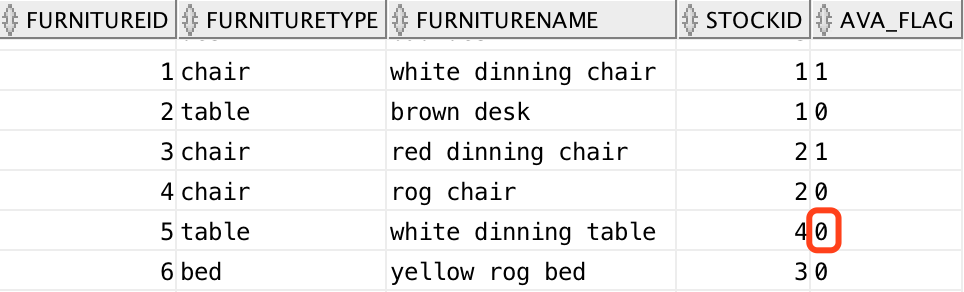 FURNITUREID FURNITURETYPE FURNITURENAME STOCKID AVA_FLAG
1 chair white dinning chair 1 1
2 table brown desk 1 0
3 chair red dinning chair 2 1
4 chair rog chair 2 0
5 table white dinning table 4 0
6 bed yellow rog bed 3 0